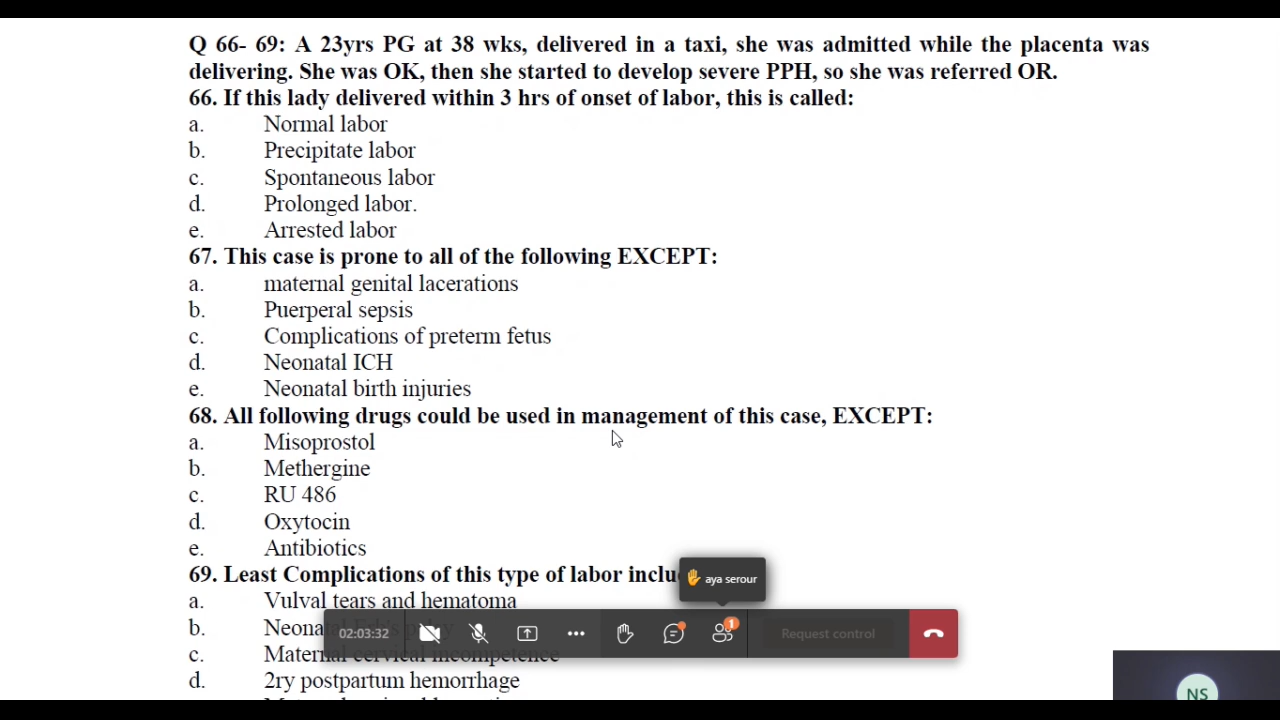 Q 66- 69: A 23yrs PG at 38 wks, delivered in a taxi, she was admitted while the placenta was
delivering. She was OK, then she started to develop severe PPH, so she was referred OR.
66. If this lady delivered within 3 hrs of onset of labor, this is called:
a. Normal labor
b. Precipitate labor
c. Spontaneous labor
d. Prolonged labor.
e. Arrested labor
67. This case is prone to all of the following EXCEPT:
a. maternal genital lacerations
b. Puerperal sepsis
c. Complications of preterm fetus
d. Neonatal ICH
e. Neonatal birth injuries
68. All following drugs could be used in management of this case, EXCEPT:
a. Misoprostol
b. Methergine
c. RU 486
d. Oxytocin
e. Antibiotics
69. Least Complications of this type of labor
aya serour
a. Vulval tears and hematoma
b.
02:03:32
1
Request control
c. Maternal cervical incompetence
d. 2ry postpartum hemorrhage
NS